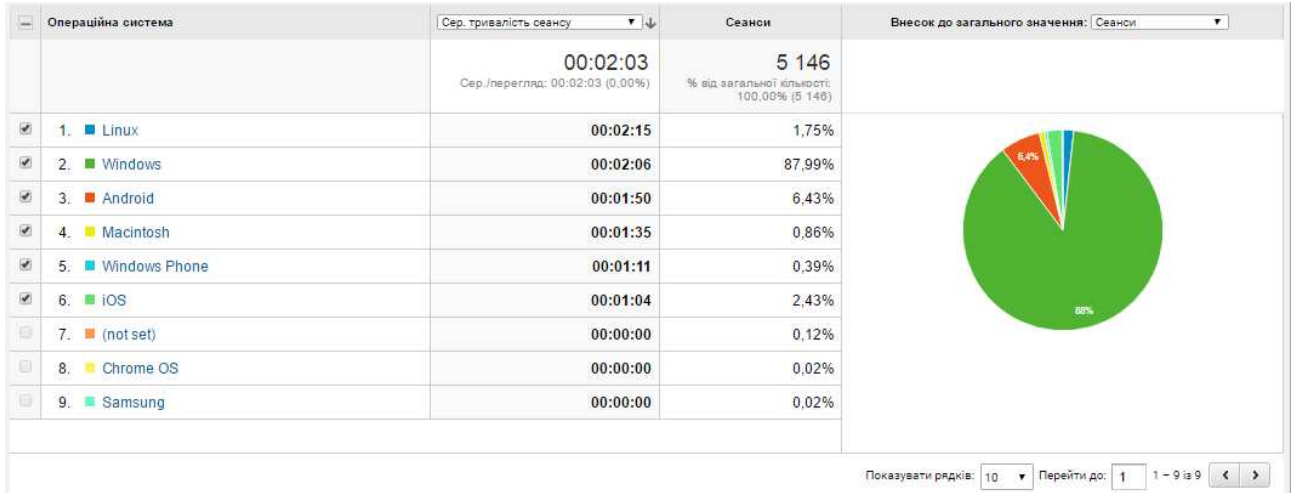 Операційна система Сер. тривалість сеансу Сеанси Внесок до загального значення: Сеанси
00:02:03 5 146
Сер./перегляд: 00:02:03 (0,00%) % від загальної кількості:
100,00% (5 146)
1. Linux 00:02:15 1,75%
2. Windows 00:02:06 87,99%
3. Android 00:01:50 6,43%
4. Macintosh 00:01:35 0,86%
5. Windows Phone 00:01:11 0,39%
6. iOS 00:01:04 2,43%
7. (not set) 00:00:00 0,12%
8. Chrome OS 00:00:00 0,02%
9. Samsung 00:00:00 0,02%
6,4%
88%
Показувати рядків: 10 Перейти до: 1 1 – 9 із 9